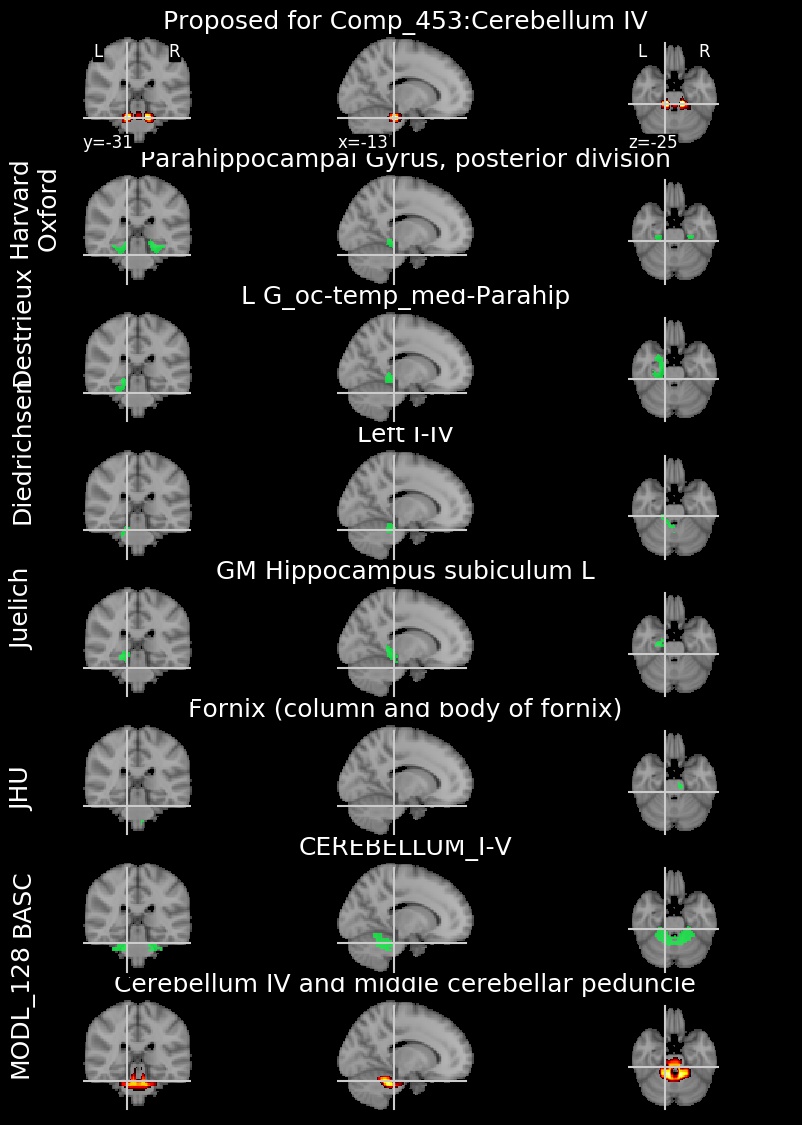 Proposed for Comp_453:Cerebellum IV
L R L R
y=-31 x=-13 z=-25
Harvard
Oxford
Parahippocampal Gyrus, posterior division
Destrieux
L G_oc-temp_med-Parahip
Diedrichsen
Left I-IV
Juelich
GM Hippocampus subiculum L
JHU
Fornix (column and body of fornix)
BASC
CEREBELLUM_I-V
MODL_128
Cerebellum IV and middle cerebellar peduncle